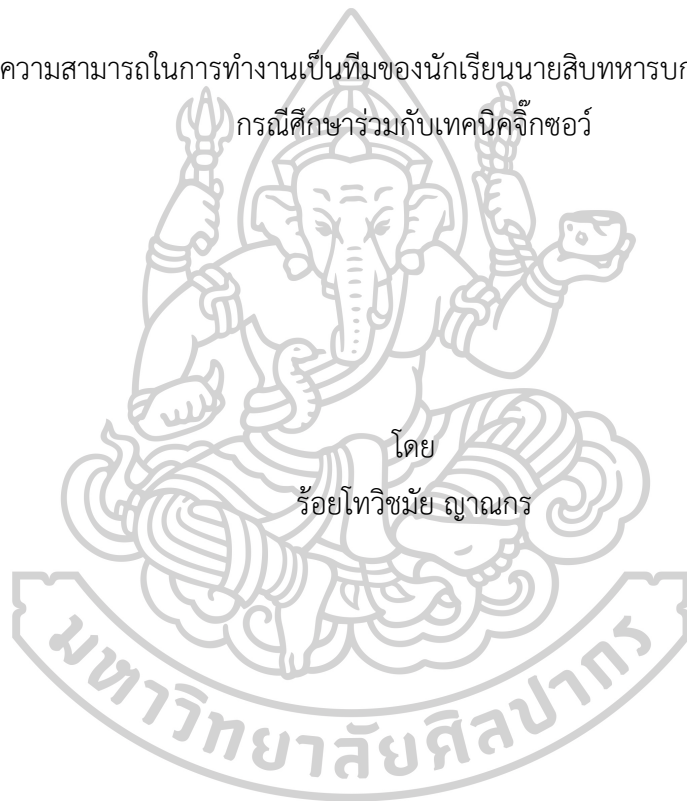 ความสามารถในการทำงานเป็นทีมของนักเรียนนายสิบทหารบก
กรณีศึกษาร่วมกับเทคนิคจิ๊กซอว์
โดย
ร้อยโทวิชมัย ญาณกร
มหาวิทยาลัยศิลปากร